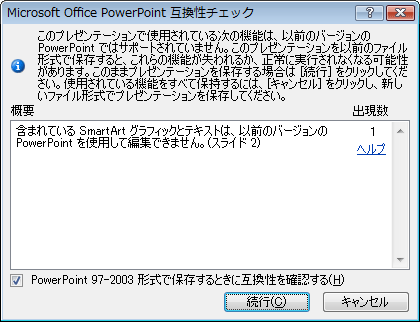 Microsoft Office PowerPoint 互換性チェック
このプレゼンテーションで使用されている次の機能は、以前のバージョンの
PowerPoint ではサポートされていません。このプレゼンテーションを以前のファイル
形式で保存すると、これらの機能が失われるか、正常に実行されなくなる可能性
があります。このままプレゼンテーションを保存する場合は [続行] をクリックしてく
ださい。使用されている機能をすべて保持するには、[キャンセル] をクリックし、新し
いファイル形式でプレゼンテーションを保存してください。
概要 出現数
含まれている SmartArt グラフィックとテキストは、以前のバージョンの 1
PowerPoint を使用して編集できません。(スライド 2) ヘルプ
PowerPoint 97-2003 形式で保存するときに互換性を確認する(H)
続行(C) キャンセル